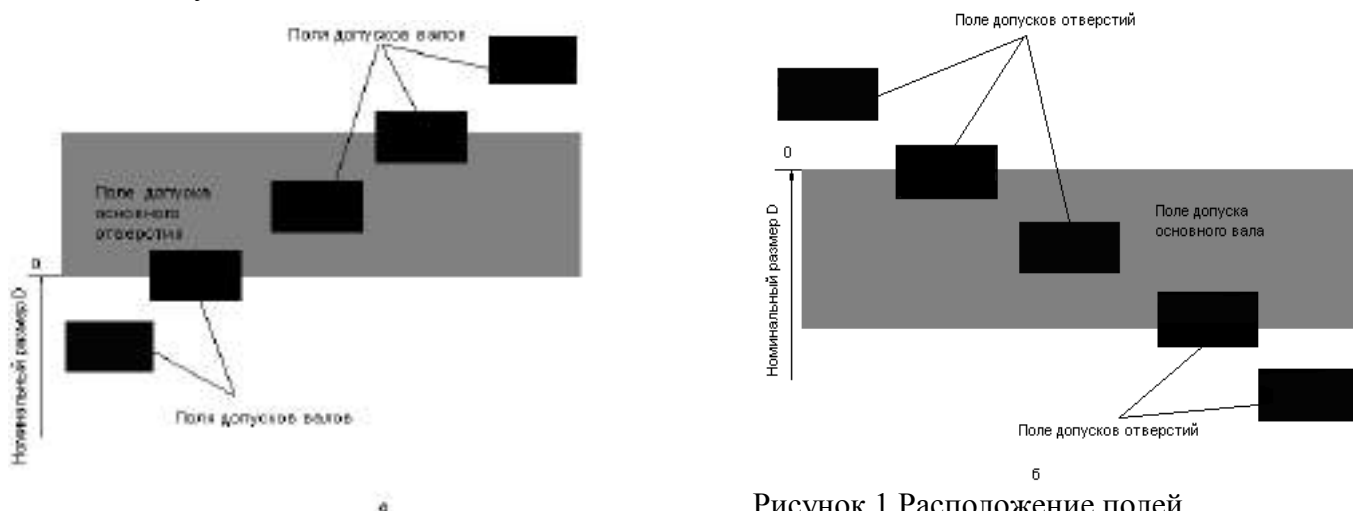 Поля допусков валов
Поле допуска
основного
отверстия
0
Номинальный размер D
Поля допусков валов
а
Поле допусков отверстий
0
Номинальный размер D
Поле допуска
основного вала
Поле допусков отверстий
б
Рисунок 1 Расположение полей